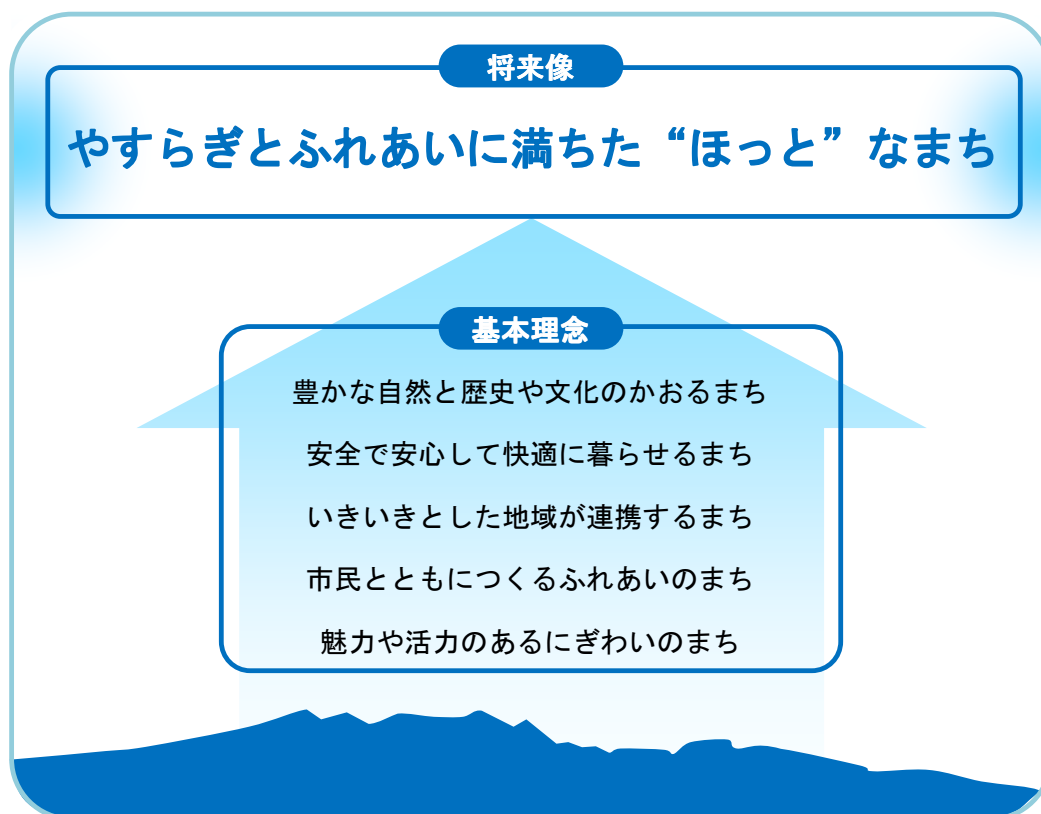 将来像
やすらぎとふれあいに満ちた“ほっと”なまち
基本理念
豊かな自然と歴史や文化のかおるまち
安全で安心して快適に暮らせるまち
いきいきとした地域が連携するまち
市民とともにつくるふれあいのまち
魅力や活力のあるにぎわいのまち